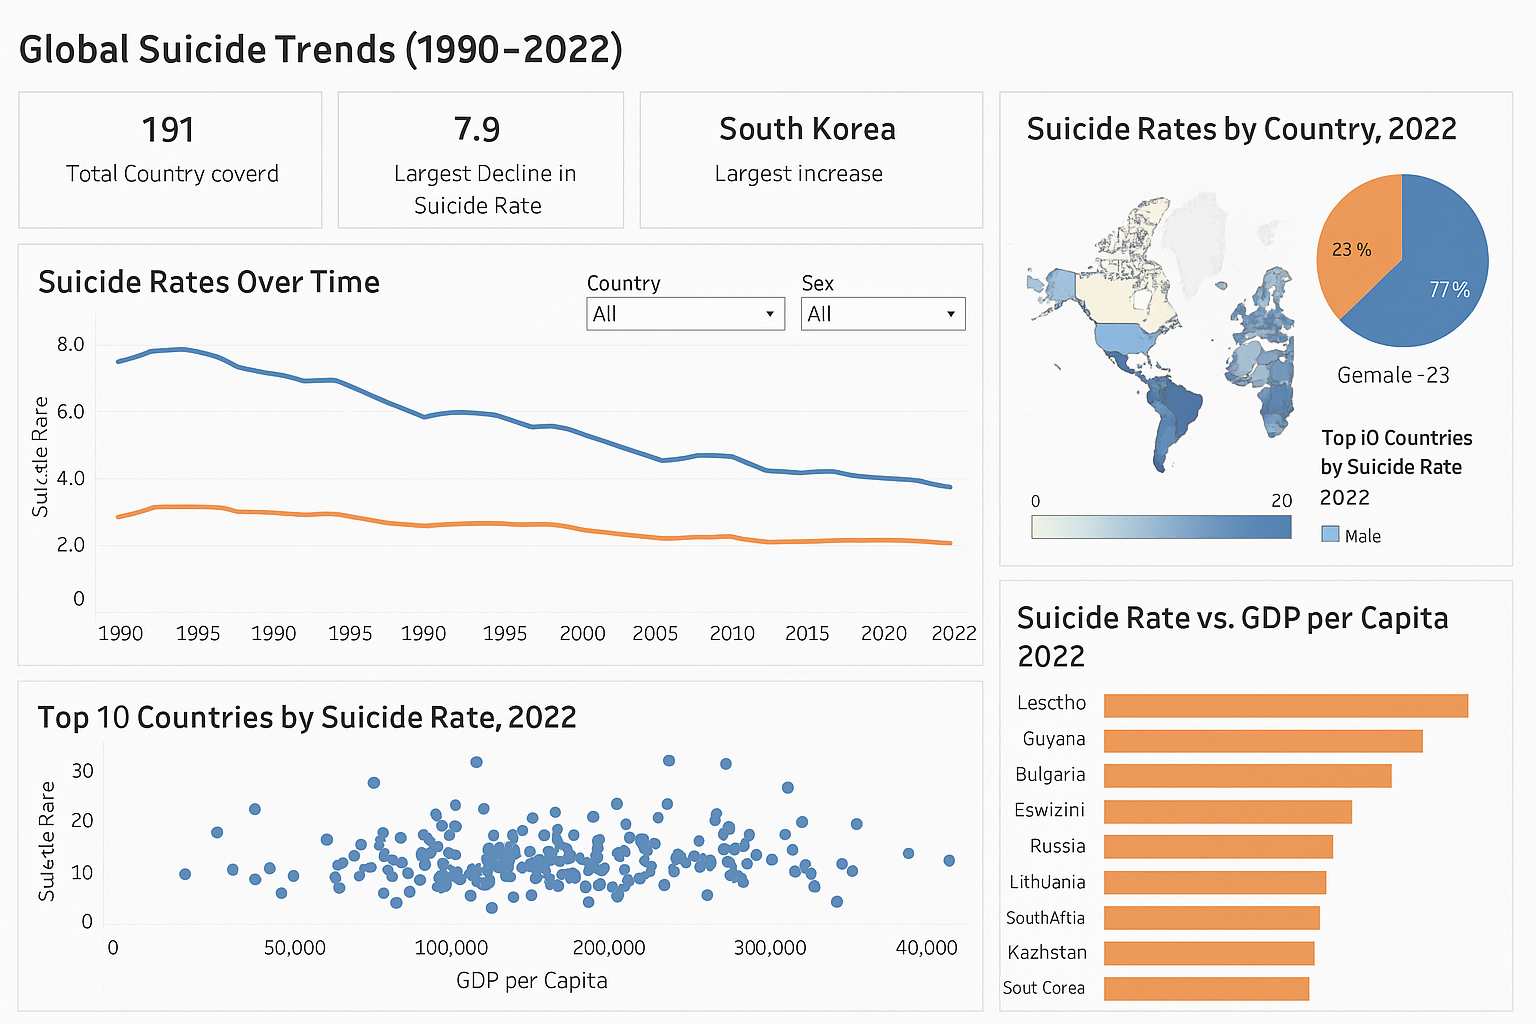 Global Suicide Trends (1990–2022)
191
Total Country coverd
7.9
Largest Decline in
Suicide Rate
South Korea
Largest increase
Suicide Rates Over Time
Country
All
Sex
All
8.0
6.0
4.0
2.0
0
1990 1995 1990 1995 1990 1995 2000 2005 2010 2015 2020 2022
Suicide Rates by Country, 2022
23 %
77%
Gemale -23
0 20
Top iO Countries
by Suicide Rate
2022
Male
Top 10 Countries by Suicide Rate, 2022
30
20
10
0
0 50,000 100,000 200,000 300,000 40,000
GDP per Capita
Suicide Rate vs. GDP per Capita
2022
Lesctho
Guyana
Bulgaria
Eswizini
Russia
LithUania
SouthAftia
Kazhstan
Sout Corea